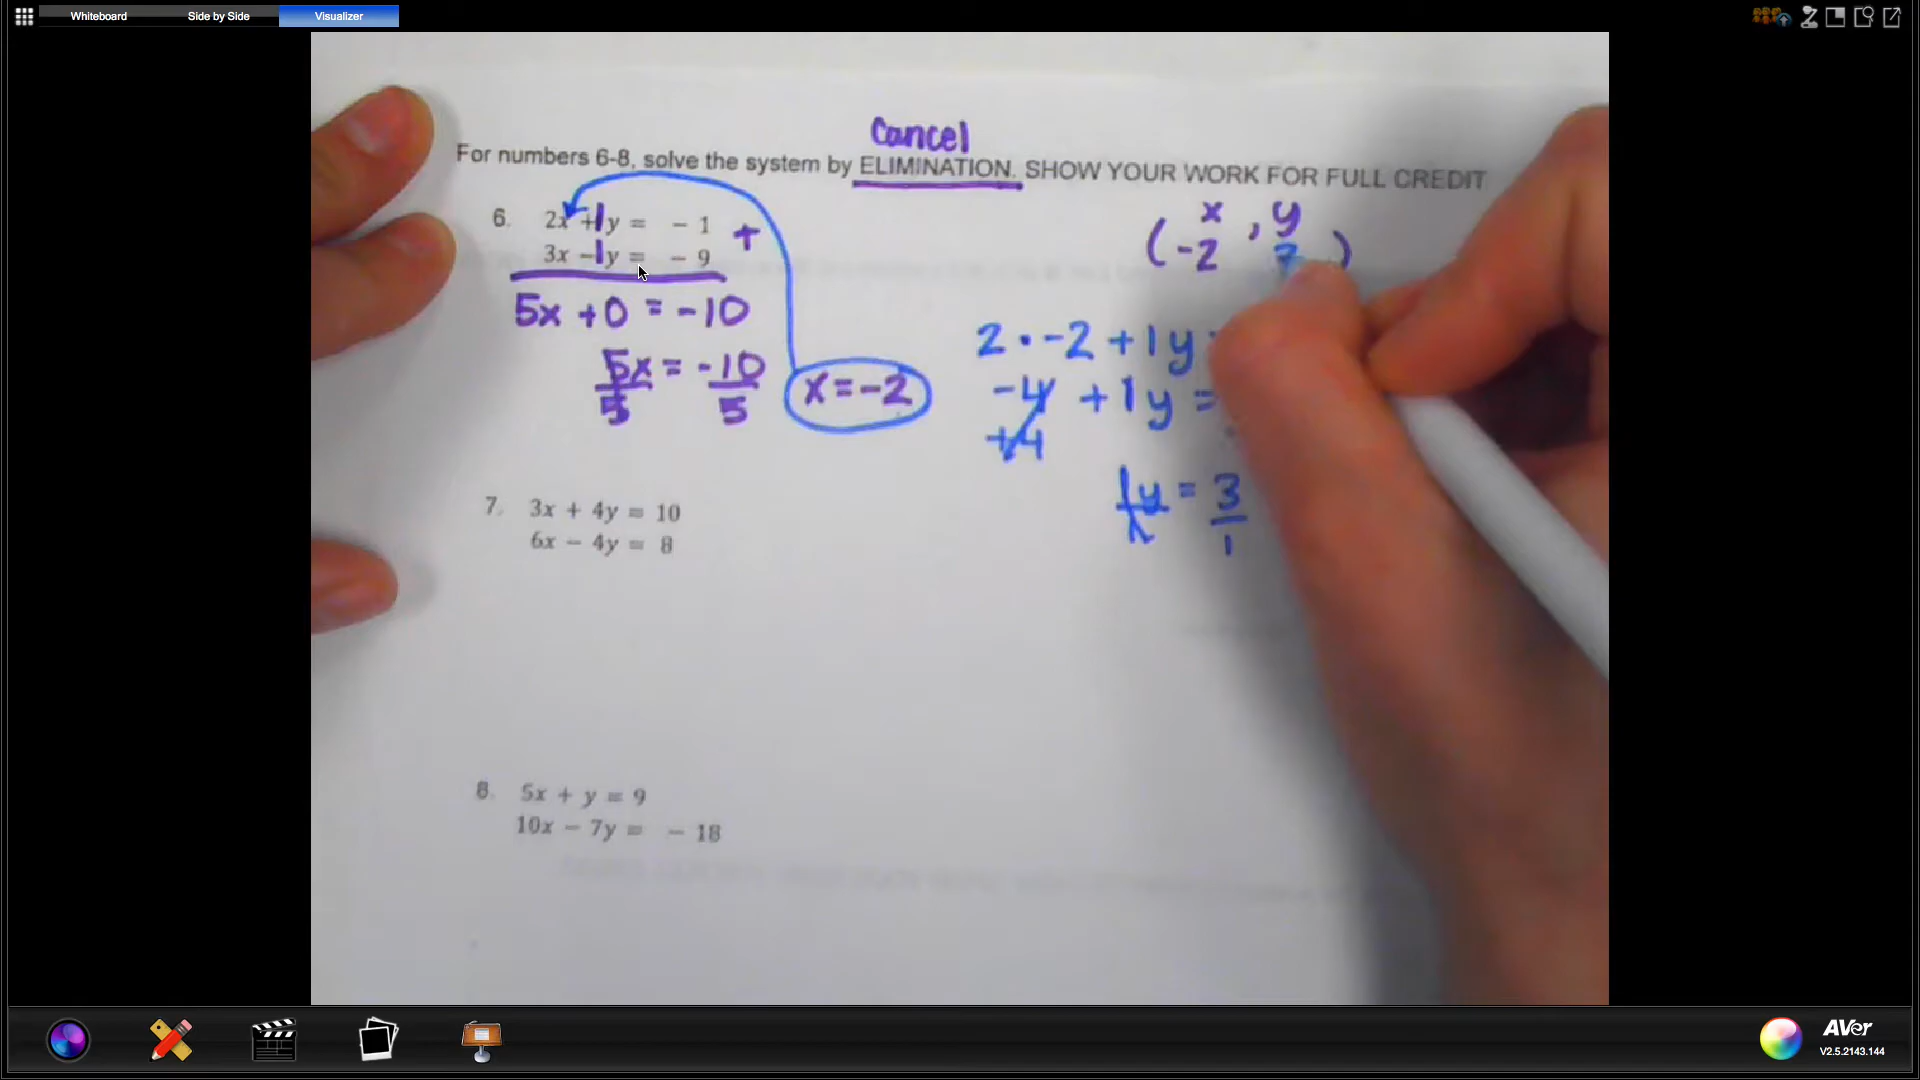 Whiteboard Side by Side Visualizer
Cancel
For numbers 6-8, solve the system by ELIMINATION. SHOW YOUR WORK FOR FULL CREDIT
6. 2x + 1y = - 1 +
3x - 1y = - 9
5x + 0 = -10
5x = -10
5 5
x = -2
x , y
( -2 3 )
2 · -2 + 1y
-4 + 1y =
+4
1y = 3
1 1
7. 3x + 4y = 10
6x - 4y = 8
8. 5x + y = 9
10x - 7y = - 18
AVer
V2.5.2143.144